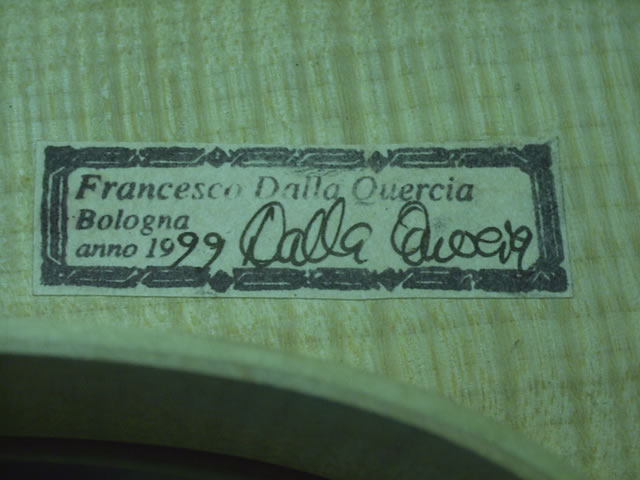 Francesco Dalla Quercia
Bologna
anno 1999 Dalla Quercia